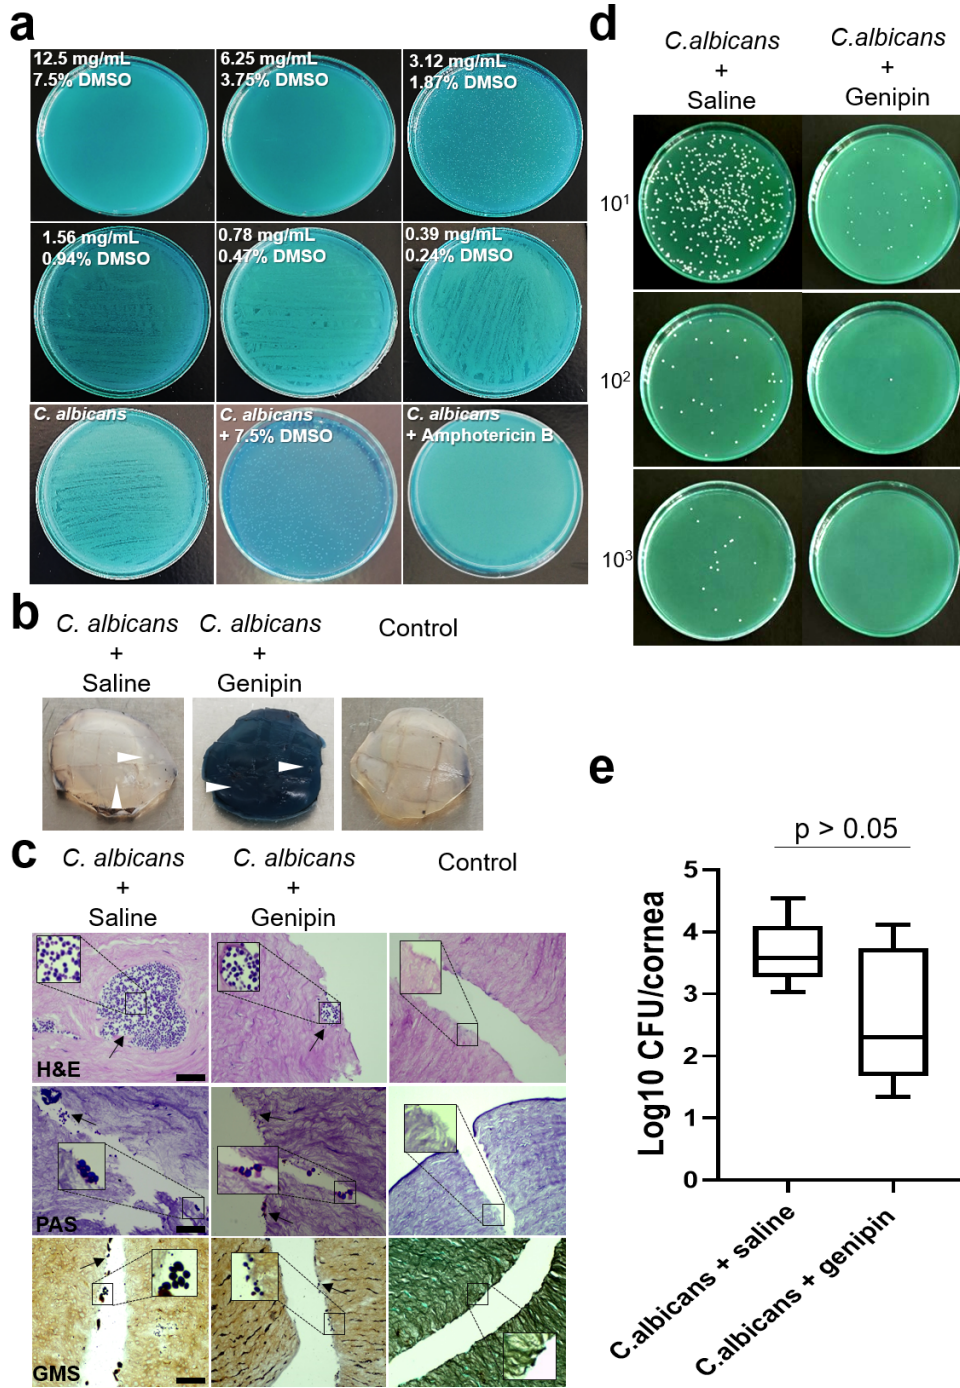 a
12.5 mg/mL
7.5% DMSO
6.25 mg/mL
3.75% DMSO
3.12 mg/mL
1.87% DMSO
1.56 mg/mL
0.94% DMSO
0.78 mg/mL
0.47% DMSO
0.39 mg/mL
0.24% DMSO
C. albicans
C. albicans
+ 7.5% DMSO
C. albicans
+ Amphotericin B
b
C. albicans
+
Saline
C. albicans
+
Genipin
Control
c
C. albicans
+
Saline
C. albicans
+
Genipin
Control
H&E
PAS
GMS
d
C.albicans
+
Saline
C.albicans
+
Genipin
10¹
10²
10³
e
p > 0.05
Log10 CFU/cornea
5
4
3
2
1
0
C.albicans + saline
C.albicans + genipin